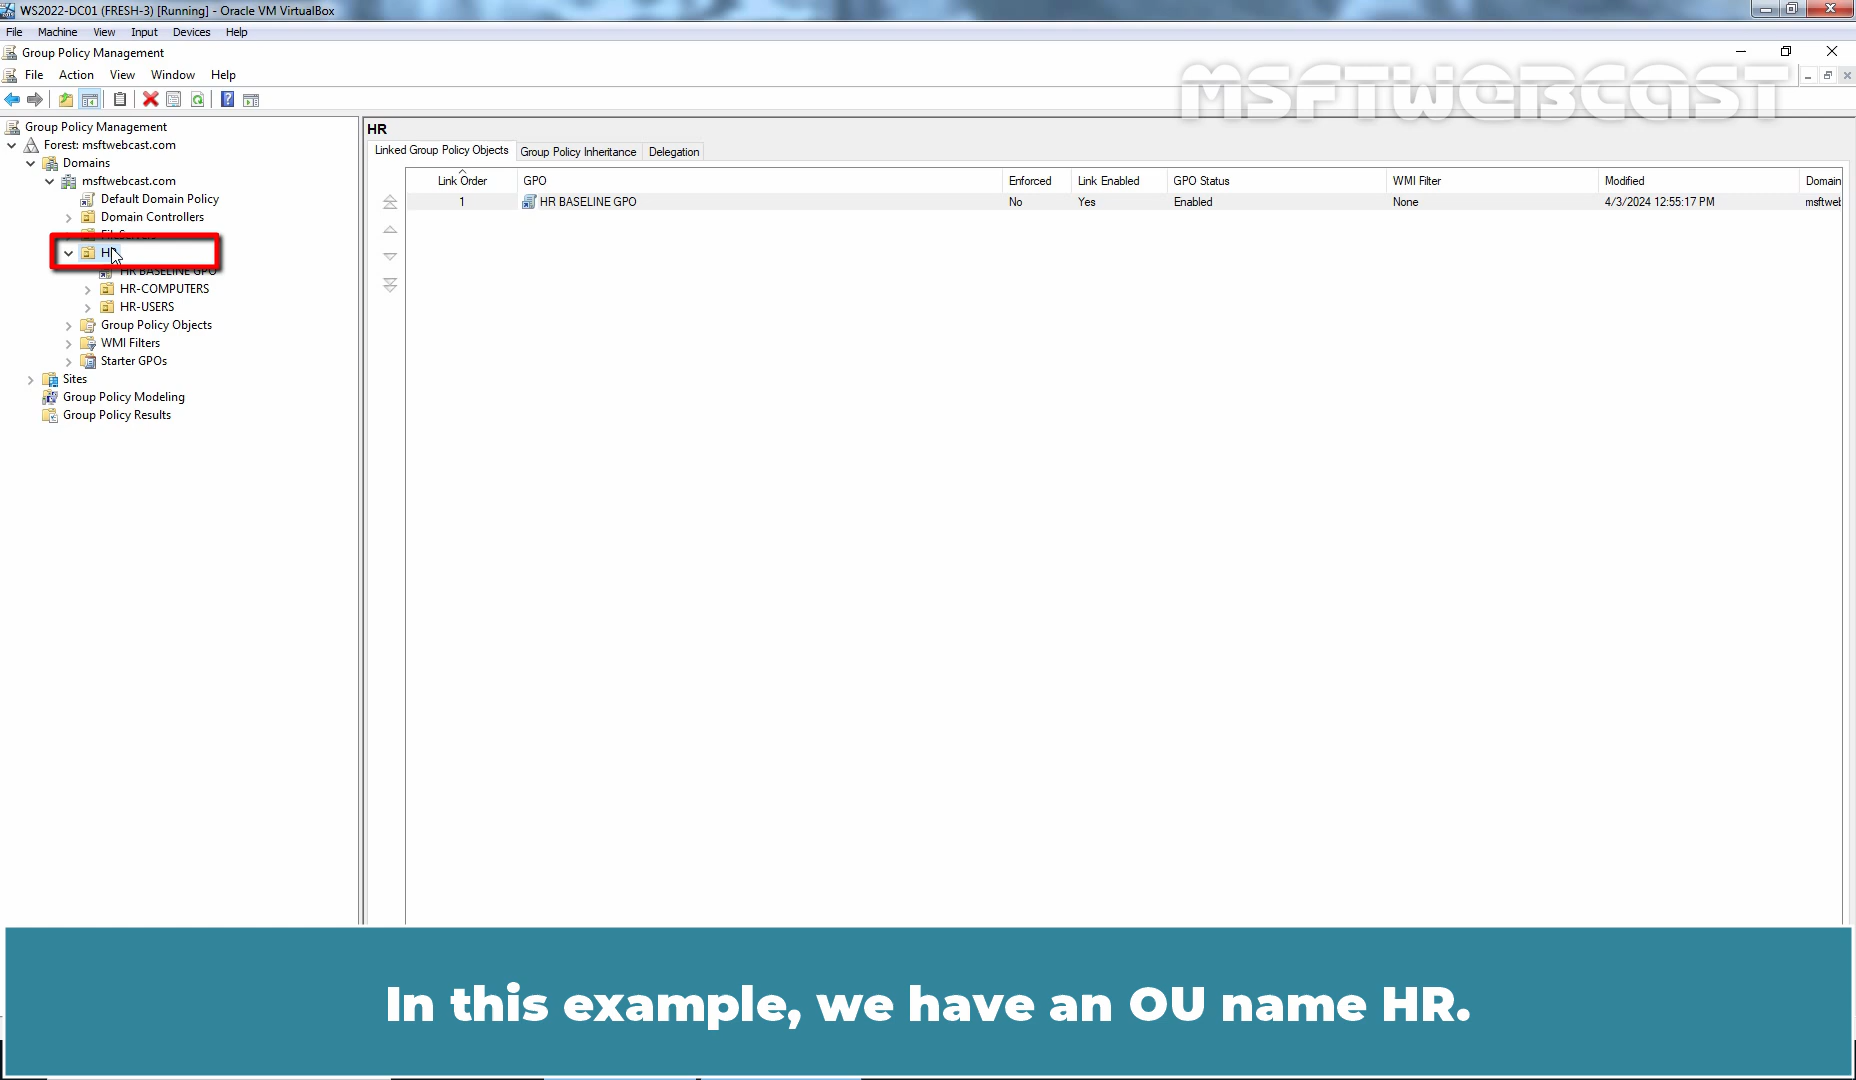 WS2022-DC01 (FRESH-3) [Running] - Oracle VM VirtualBox
File Machine View Input Devices Help
Group Policy Management
File Action View Window Help
MSFTWEBCAST
Group Policy Management
Forest: msftwebcast.com
Domains
msftwebcast.com
Default Domain Policy
Domain Controllers
HR
HR BASELINE GPO
HR-COMPUTERS
HR-USERS
Group Policy Objects
WMI Filters
Starter GPOs
Sites
Group Policy Modeling
Group Policy Results
HR
Linked Group Policy Objects Group Policy Inheritance Delegation
Link Order GPO Enforced Link Enabled GPO Status WMI Filter Modified Domain
1 HR BASELINE GPO No Yes Enabled None 4/3/2024 12:55:17 PM msftweb
In this example, we have an OU name HR.